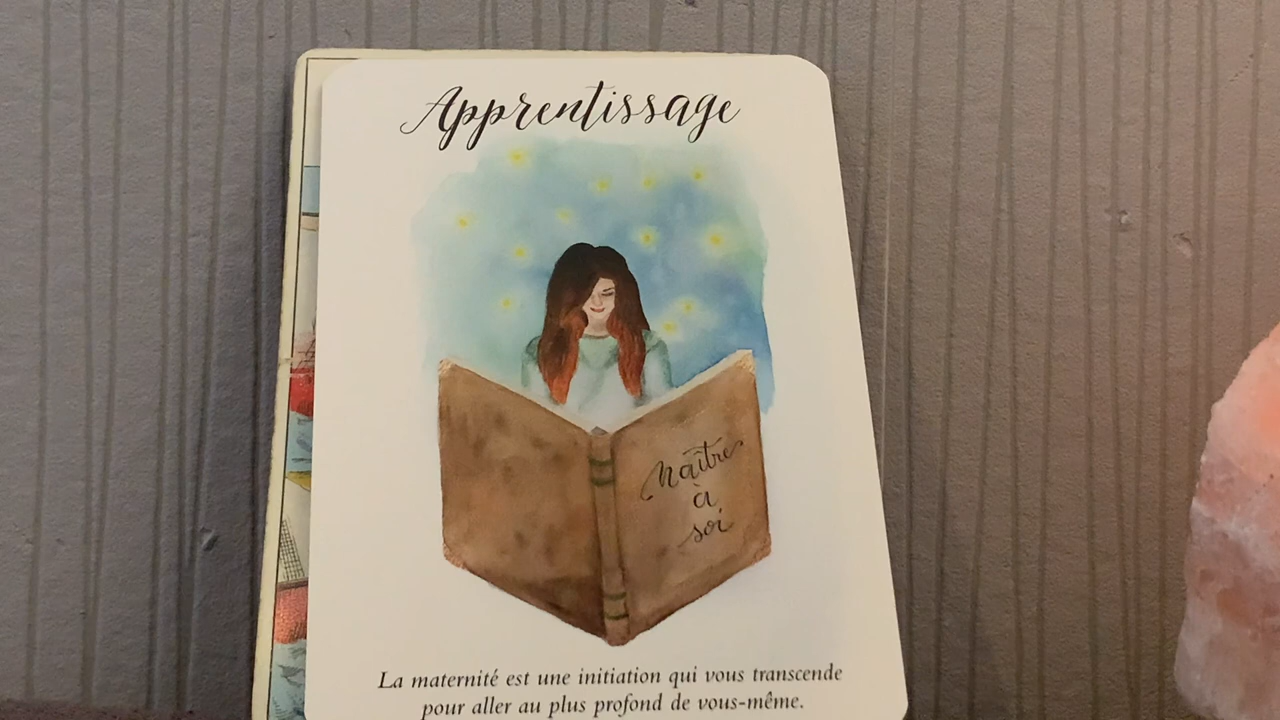 Apprentissage
Naître
à
soi
La maternité est une initiation qui vous transcende
pour aller au plus profond de vous-même.